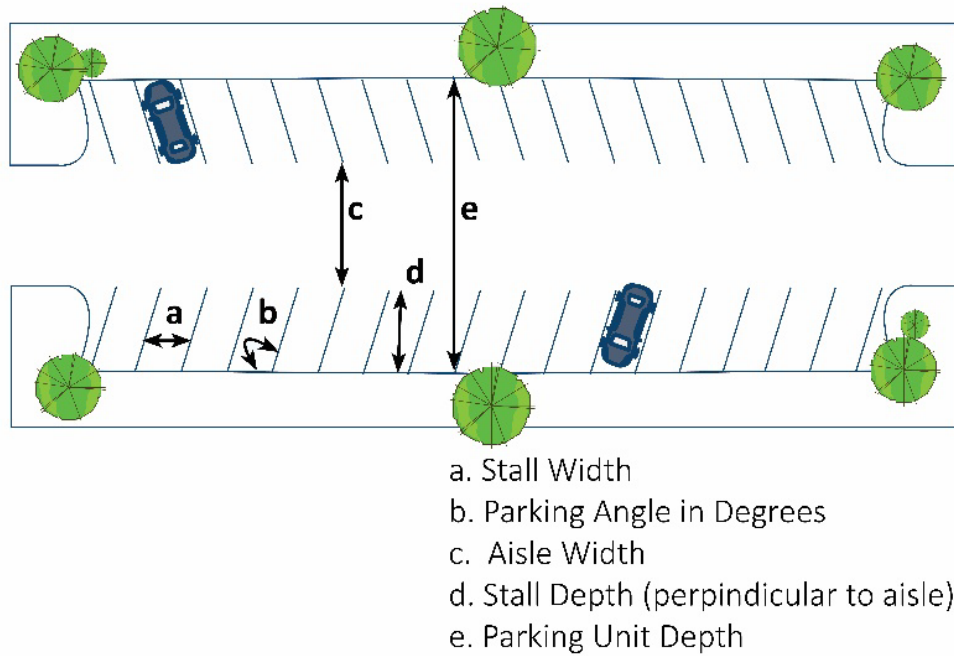 c
e
d
a
b
a. Stall Width
b. Parking Angle in Degrees
c. Aisle Width
d. Stall Depth (perpindicular to aisle)
e. Parking Unit Depth